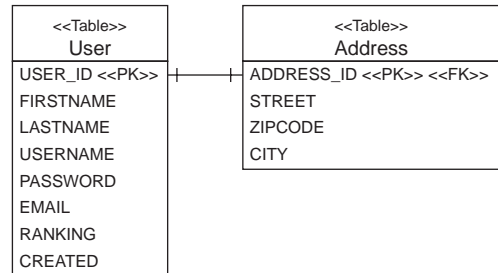 <<Table>>
User
USER_ID <<PK>>
FIRSTNAME
LASTNAME
USERNAME
PASSWORD
EMAIL
RANKING
CREATED
<<Table>>
Address
ADDRESS_ID <<PK>> <<FK>>
STREET
ZIPCODE
CITY